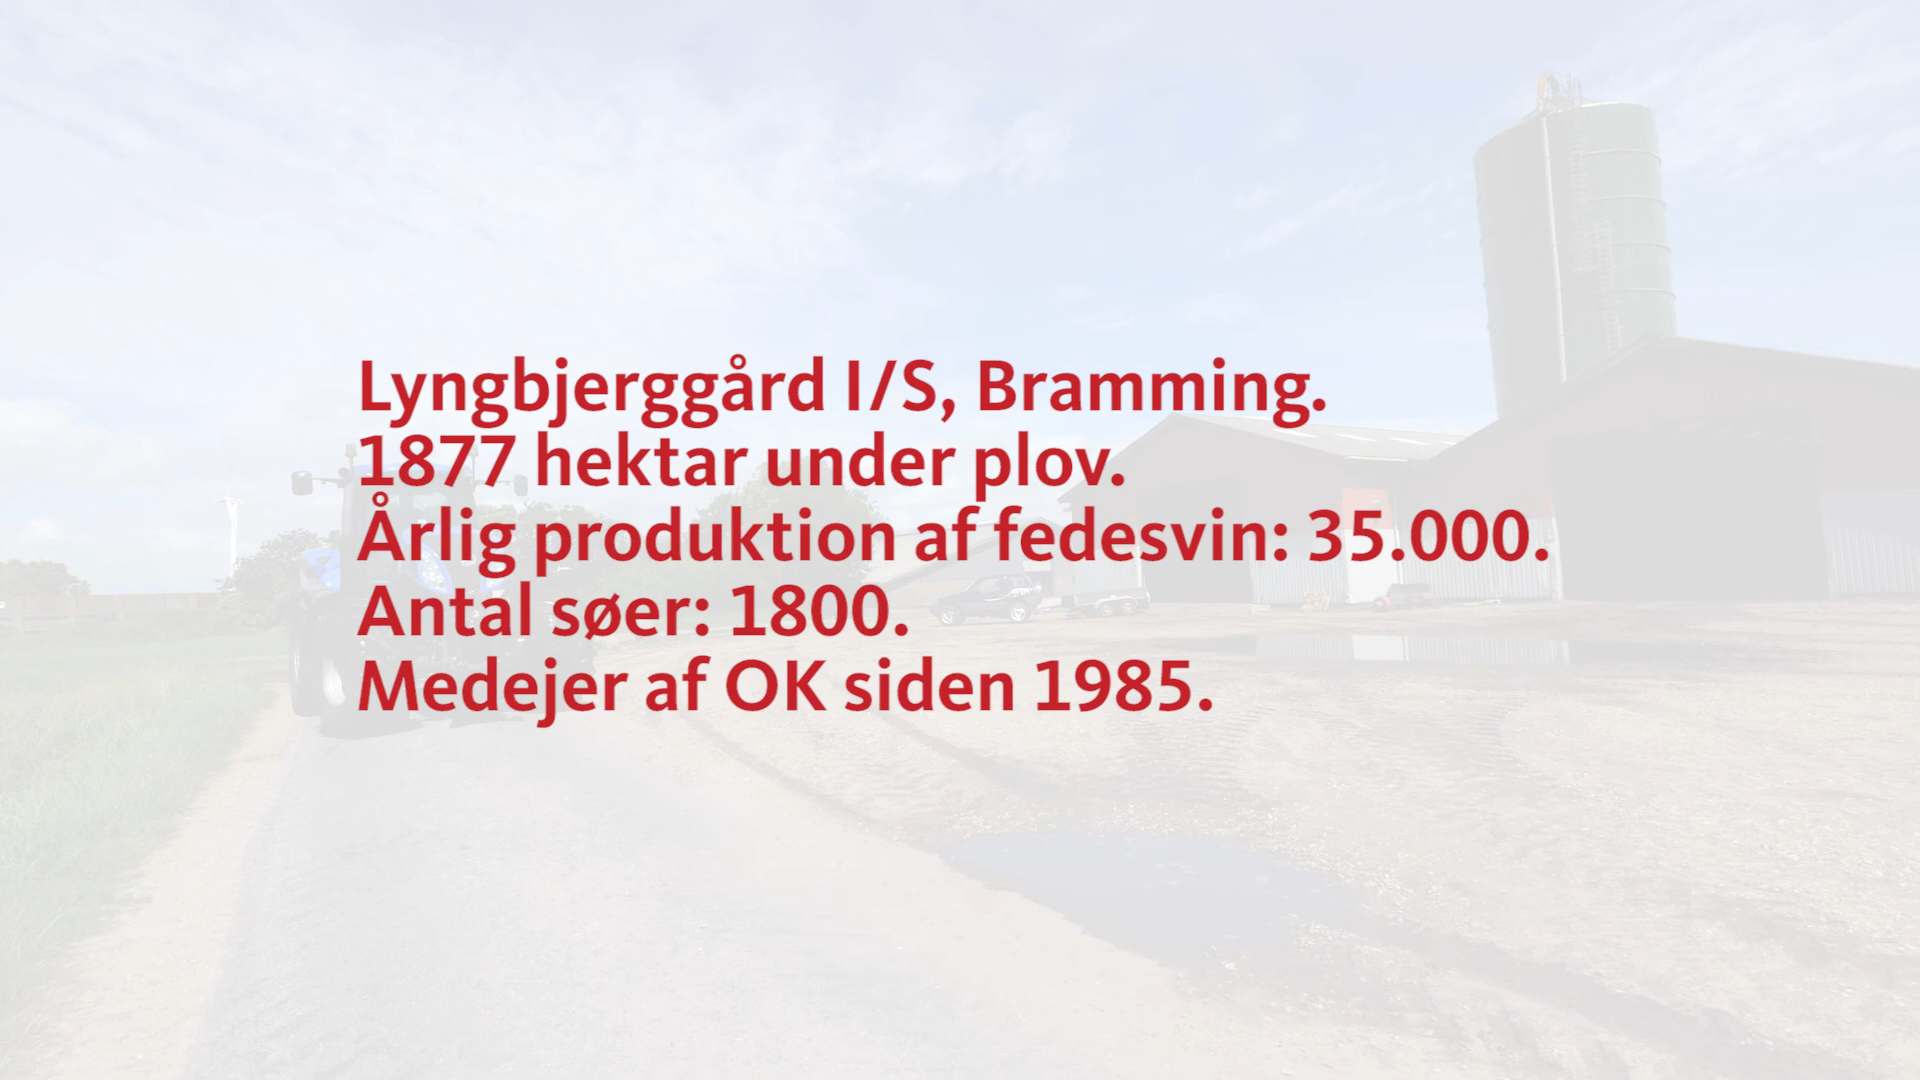 Lyngbjerggård I/S, Bramming.
1877 hektar under plov.
Årlig produktion af fedesvin: 35.000.
Antal søer: 1800.
Medejer af OK siden 1985.